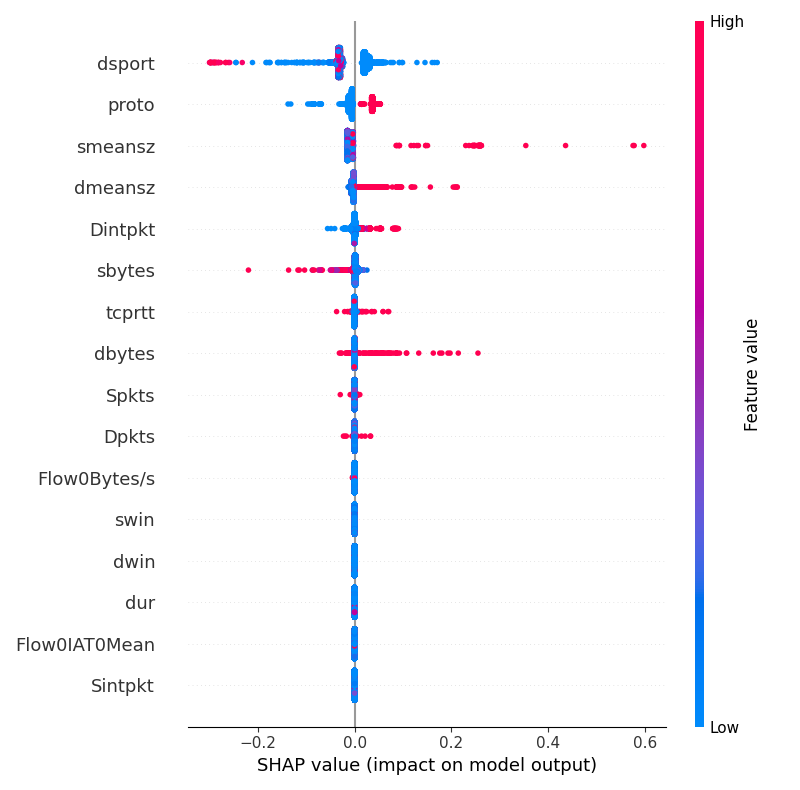 High
dsport
proto
smeansz
dmeansz
Dintpkt
sbytes
tcprtt
dbytes
Spkts
Dpkts
Flow0Bytes/s
swin
dwin
dur
Flow0IAT0Mean
Sintpkt
Feature value
Low
−0.2 0.0 0.2 0.4 0.6
SHAP value (impact on model output)